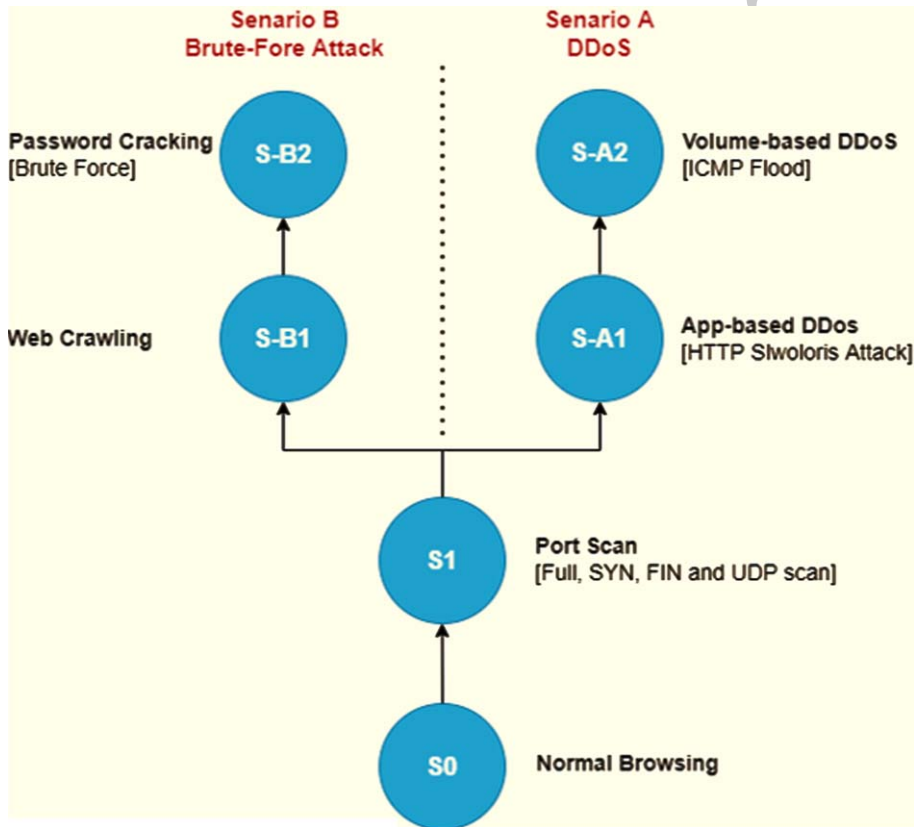 Senario B
Brute-Fore Attack
Senario A
DDoS
Password Cracking
[Brute Force]
S-B2
S-A2
Volume-based DDoS
[ICMP Flood]
Web Crawling
S-B1
S-A1
App-based DDos
[HTTP Slwoloris Attack]
S1
Port Scan
[Full, SYN, FIN and UDP scan]
S0
Normal Browsing